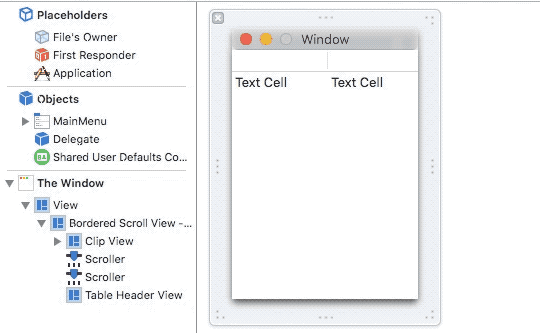 Placeholders
File's Owner
First Responder
Application
Objects
MainMenu
Delegate
Shared User Defaults Co...
The Window
View
Bordered Scroll View -...
Clip View
Scroller
Scroller
Table Header View
Window
Text Cell Text Cell